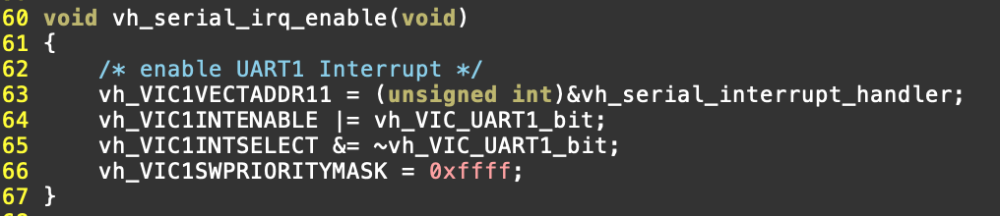 60 void vh_serial_irq_enable(void)
61 {
62     /* enable UART1 Interrupt */
63     vh_VIC1VECTADDR11 = (unsigned int)&vh_serial_interrupt_handler;
64     vh_VIC1INTENABLE |= vh_VIC_UART1_bit;
65     vh_VIC1INTSELECT &= ~vh_VIC_UART1_bit;
66     vh_VIC1SWPRIORITYMASK = 0xffff;
67 }